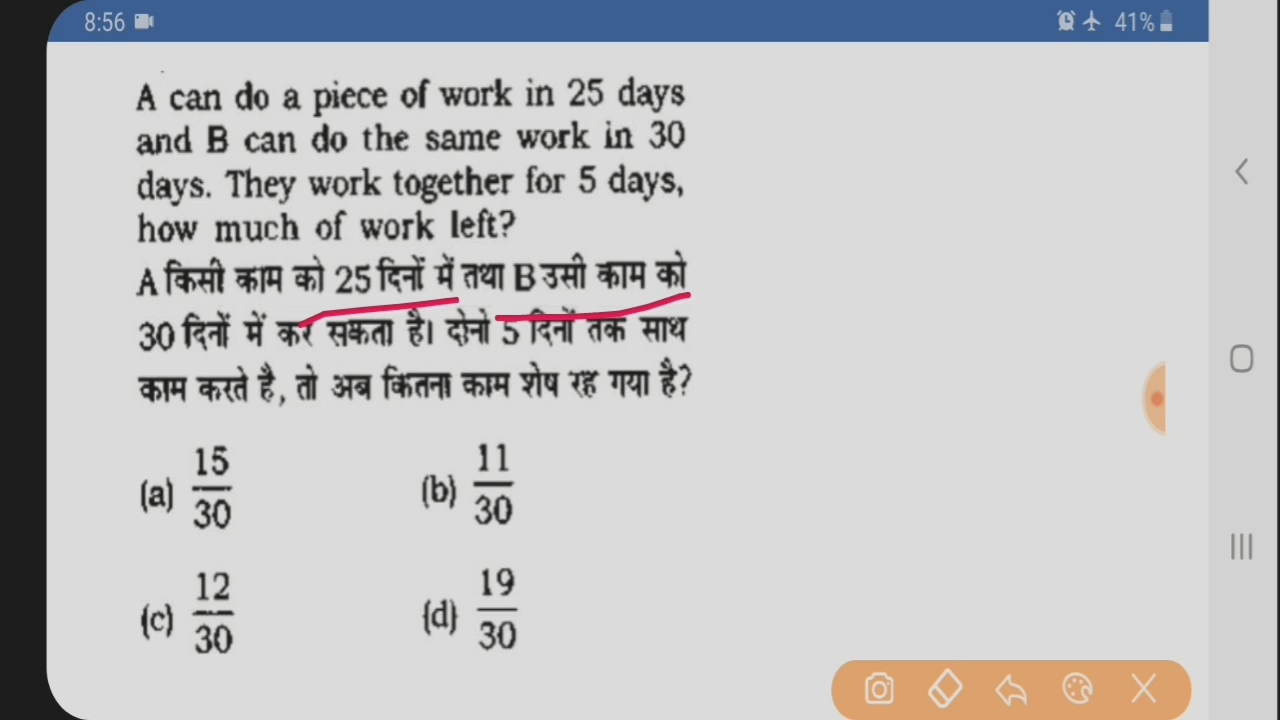 8:56
41%
A can do a piece of work in 25 days
and B can do the same work in 30
days. They work together for 5 days,
how much of work left?
A किसी काम को 25 दिनों में तथा B उसी काम को
30 दिनों में कर सकता है। दोनो 5 दिनों तक साथ
काम करते है, तो अब कितना काम शेष रह गया है?
(a) 15/30
(b) 11/30
(c) 12/30
(d) 19/30